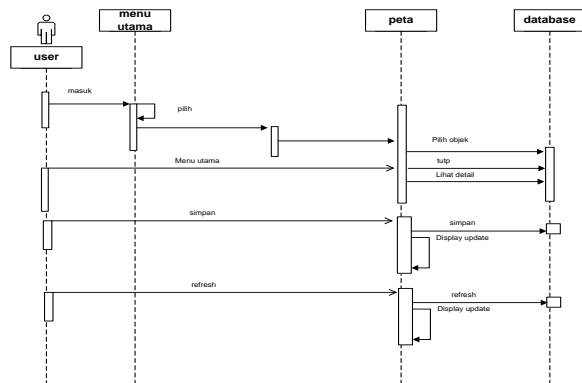 menu
utama
peta
database
user
masuk
pilih
Pilih objek
Menu utama
tutp
Lihat detail
simpan
simpan
Display update
refresh
refresh
Display update